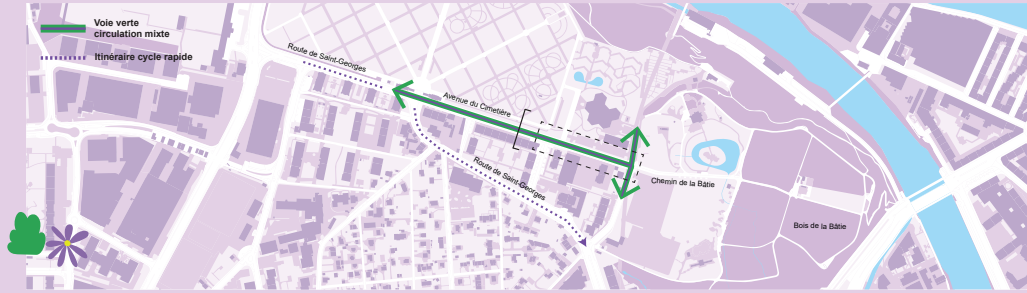 Voie verte
circulation mixte
Itinéraire cycle rapide
Route de Saint-Georges
Avenue du Cimetière
Route de Saint-Georges
Chemin de la Bâtie
Bois de la Bâtie